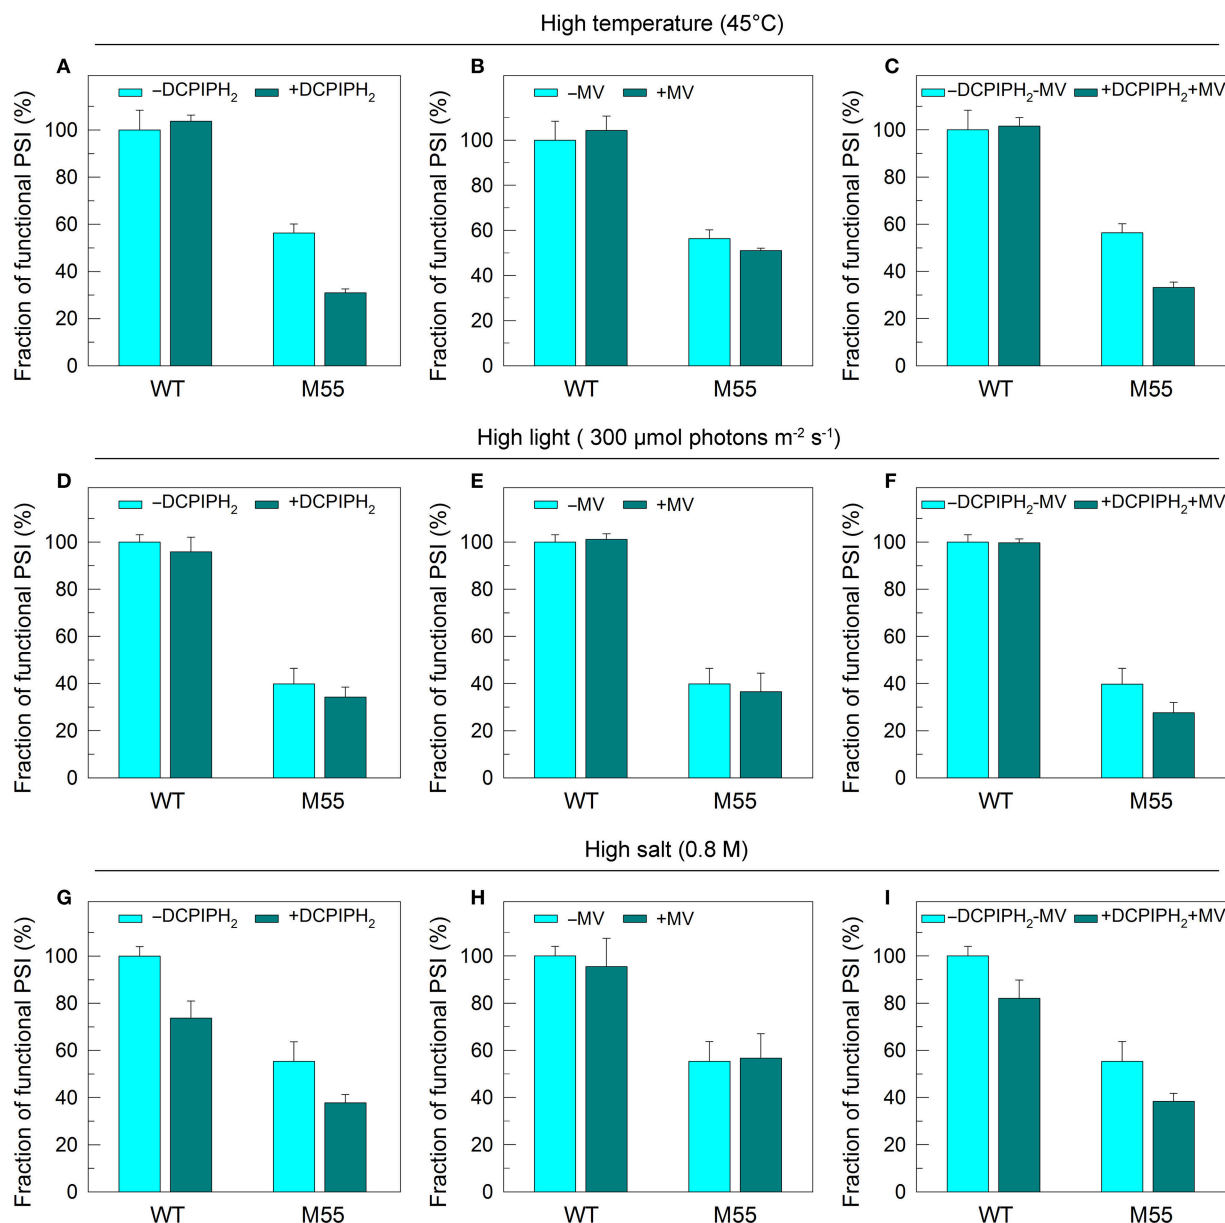 High temperature (45°C)
A
–DCPIPH₂ +DCPIPH₂
Fraction of functional PSI (%)
100
80
60
40
20
0
WT M55
B
–MV +MV
Fraction of functional PSI (%)
100
80
60
40
20
0
WT M55
C
–DCPIPH₂-MV +DCPIPH₂+MV
Fraction of functional PSI (%)
100
80
60
40
20
0
WT M55
High light ( 300 μmol photons m⁻² s⁻¹)
D
–DCPIPH₂ +DCPIPH₂
Fraction of functional PSI (%)
100
80
60
40
20
0
WT M55
E
–MV +MV
Fraction of functional PSI (%)
100
80
60
40
20
0
WT M55
F
–DCPIPH₂-MV +DCPIPH₂+MV
Fraction of functional PSI (%)
100
80
60
40
20
0
WT M55
High salt (0.8 M)
G
–DCPIPH₂ +DCPIPH₂
Fraction of functional PSI (%)
100
80
60
40
20
0
WT M55
H
–MV +MV
Fraction of functional PSI (%)
100
80
60
40
20
0
WT M55
I
–DCPIPH₂-MV +DCPIPH₂+MV
Fraction of functional PSI (%)
100
80
60
40
20
0
WT M55